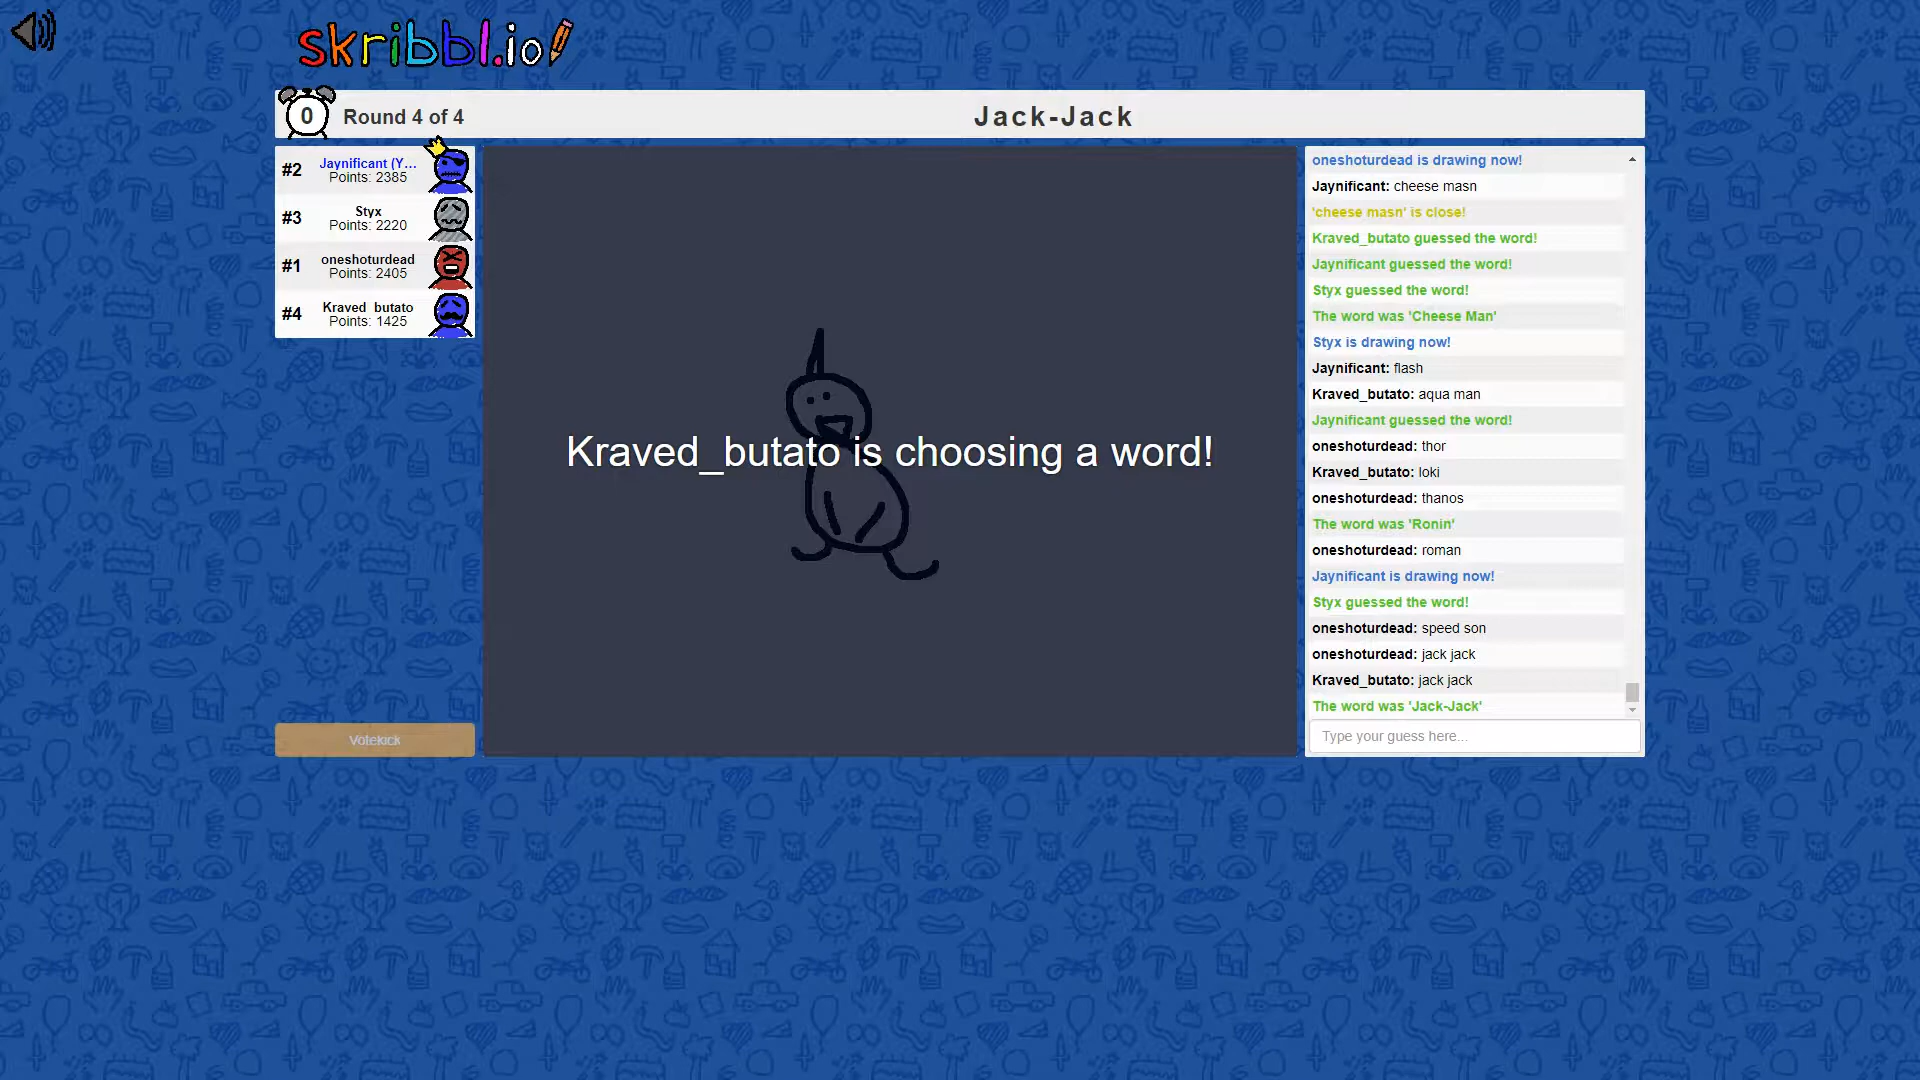 skribbl.io
0
Round 4 of 4
Jack-Jack
#2
Jaynificant (Y...
Points: 2385
#3
Styx
Points: 2220
#1
oneshoturdead
Points: 2405
#4
Kraved_butato
Points: 1425
Votekick
Kraved_butato is choosing a word!
oneshoturdead is drawing now!
Jaynificant: cheese masn
'cheese masn' is close!
Kraved_butato guessed the word!
Jaynificant guessed the word!
Styx guessed the word!
The word was 'Cheese Man'
Styx is drawing now!
Jaynificant: flash
Kraved_butato: aqua man
Jaynificant guessed the word!
oneshoturdead: thor
Kraved_butato: loki
oneshoturdead: thanos
The word was 'Ronin'
oneshoturdead: roman
Jaynificant is drawing now!
Styx guessed the word!
oneshoturdead: speed son
oneshoturdead: jack jack
Kraved_butato: jack jack
The word was 'Jack-Jack'
Type your guess here...